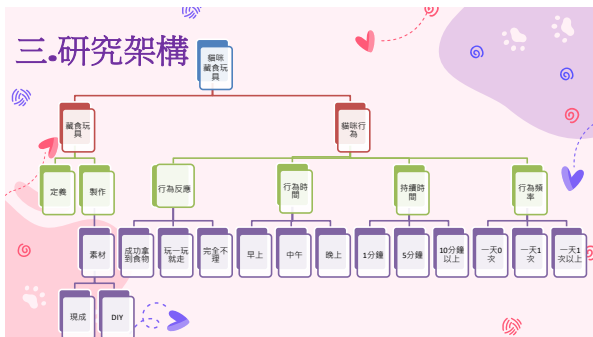 三.研究架構
貓咪
藏食玩
具
藏食玩
具
貓咪行
為
定義
製作
行為反應
行為時
間
持續時
間
行為頻
率
素材
成功拿
到食物
玩一玩
就走
完全不
理
早上
中午
晚上
1分鐘
5分鐘
10分鐘
以上
一天0
次
一天1
次
一天1
次以上
現成
DIY